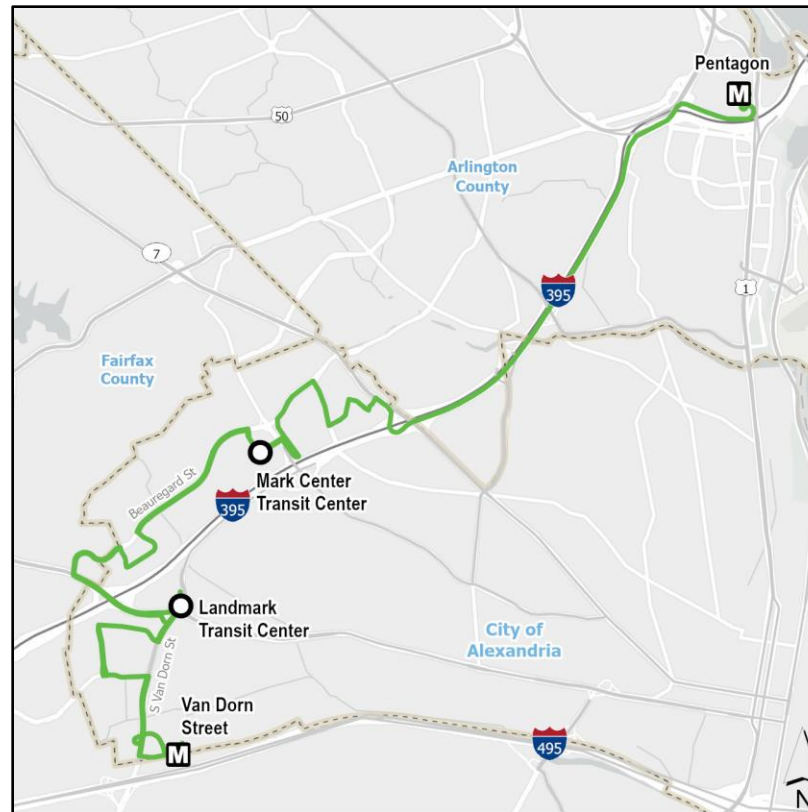 Pentagon
M
50
Arlington
County
7
395
1
Fairfax
County
Mark Center
Transit Center
Beauregard St
395
Landmark
Transit Center
City of
Alexandria
S Van Dorn St
Van Dorn
Street
M
495
N